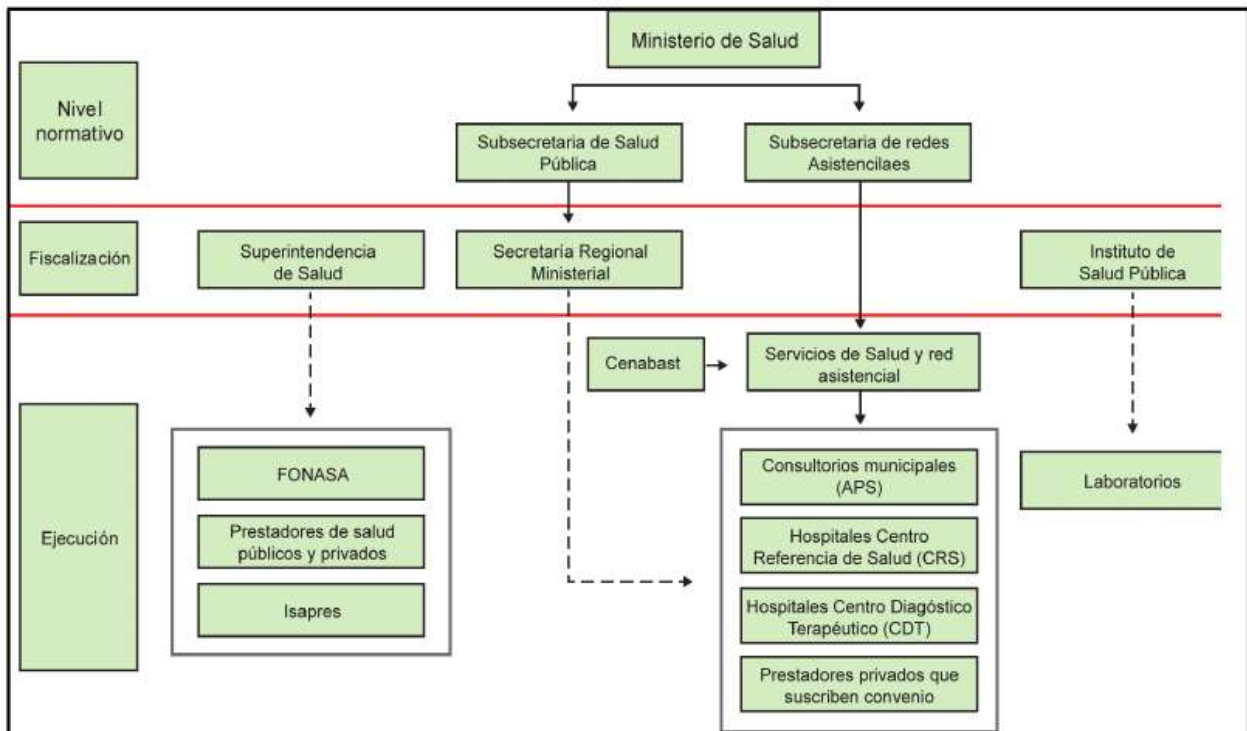 Ministerio de Salud
Nivel
normativo
Subsecretaria de Salud
Pública
Subsecretaria de redes
Asistencilaes
Fiscalización
Superintendencia
de Salud
Secretaría Regional
Ministerial
Instituto de
Salud Pública
Cenabast
Servicios de Salud y red
asistencial
Ejecución
FONASA
Prestadores de salud
públicos y privados
Isapres
Consultorios municipales
(APS)
Hospitales Centro
Referencia de Salud (CRS)
Hospitales Centro Diagóstico
Terapéutico (CDT)
Prestadores privados que
suscriben convenio
Laboratorios